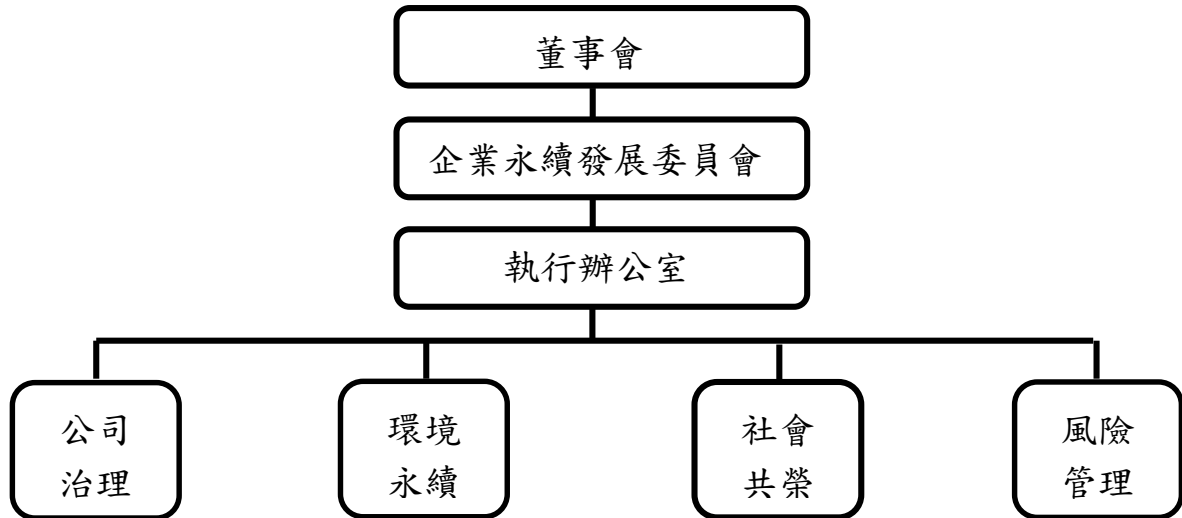 董事會
企業永續發展委員會
執行辦公室
公司
治理
環境
永續
社會
共榮
風險
管理